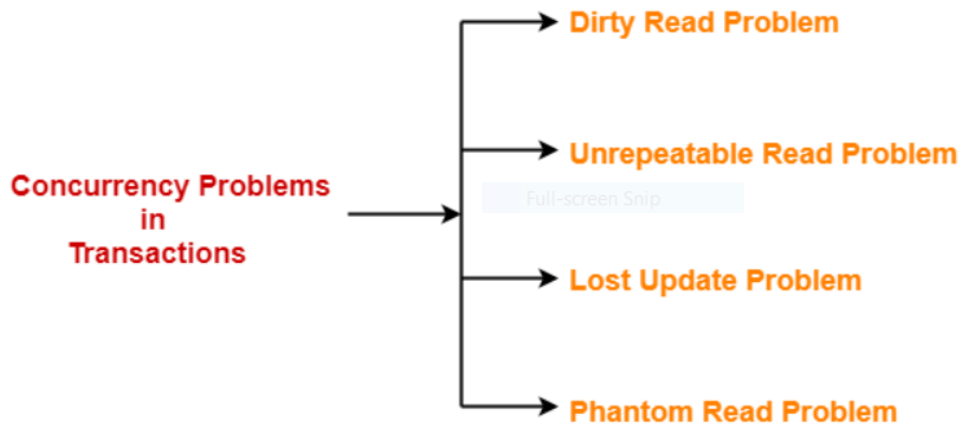 Dirty Read Problem
Unrepeatable Read Problem
Concurrency Problems
in
Transactions
Full-screen Snip
Lost Update Problem
Phantom Read Problem